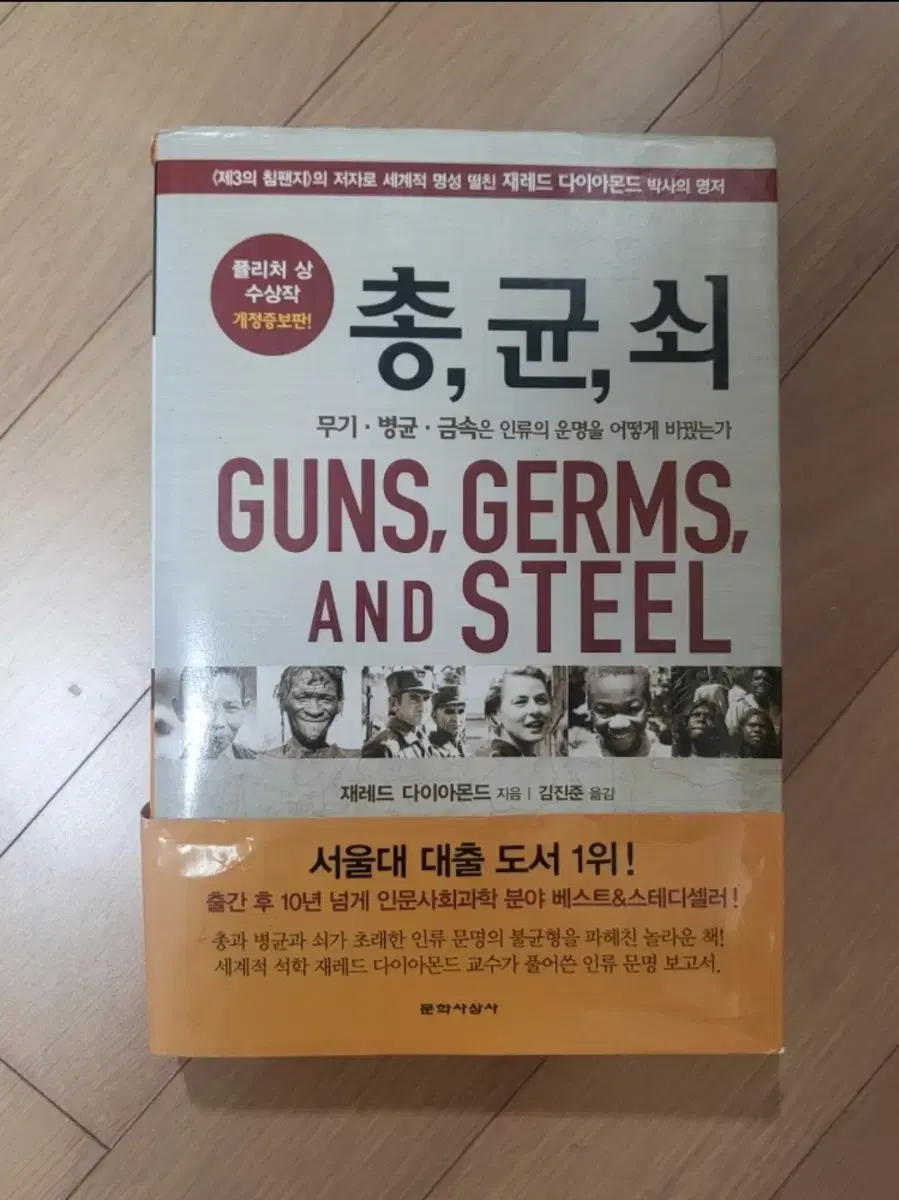 〈제3의 침팬지〉의 저자로 세계적 명성 떨친 재레드 다이아몬드 박사의 명저
퓰리처 상
수상작
개정증보판!
총, 균, 쇠
무기 · 병균 · 금속은 인류의 운명을 어떻게 바꿨는가
GUNS, GERMS,
AND STEEL
재레드 다이아몬드 지음 | 김진준 옮김
서울대 대출 도서 1위!
출간 후 10년 넘게 인문사회과학 분야 베스트&스테디셀러!
총과 병균과 쇠가 초래한 인류 문명의 불균형을 파헤친 놀라운 책!
세계적 석학 재레드 다이아몬드 교수가 풀어쓴 인류 문명 보고서.
문학사상사